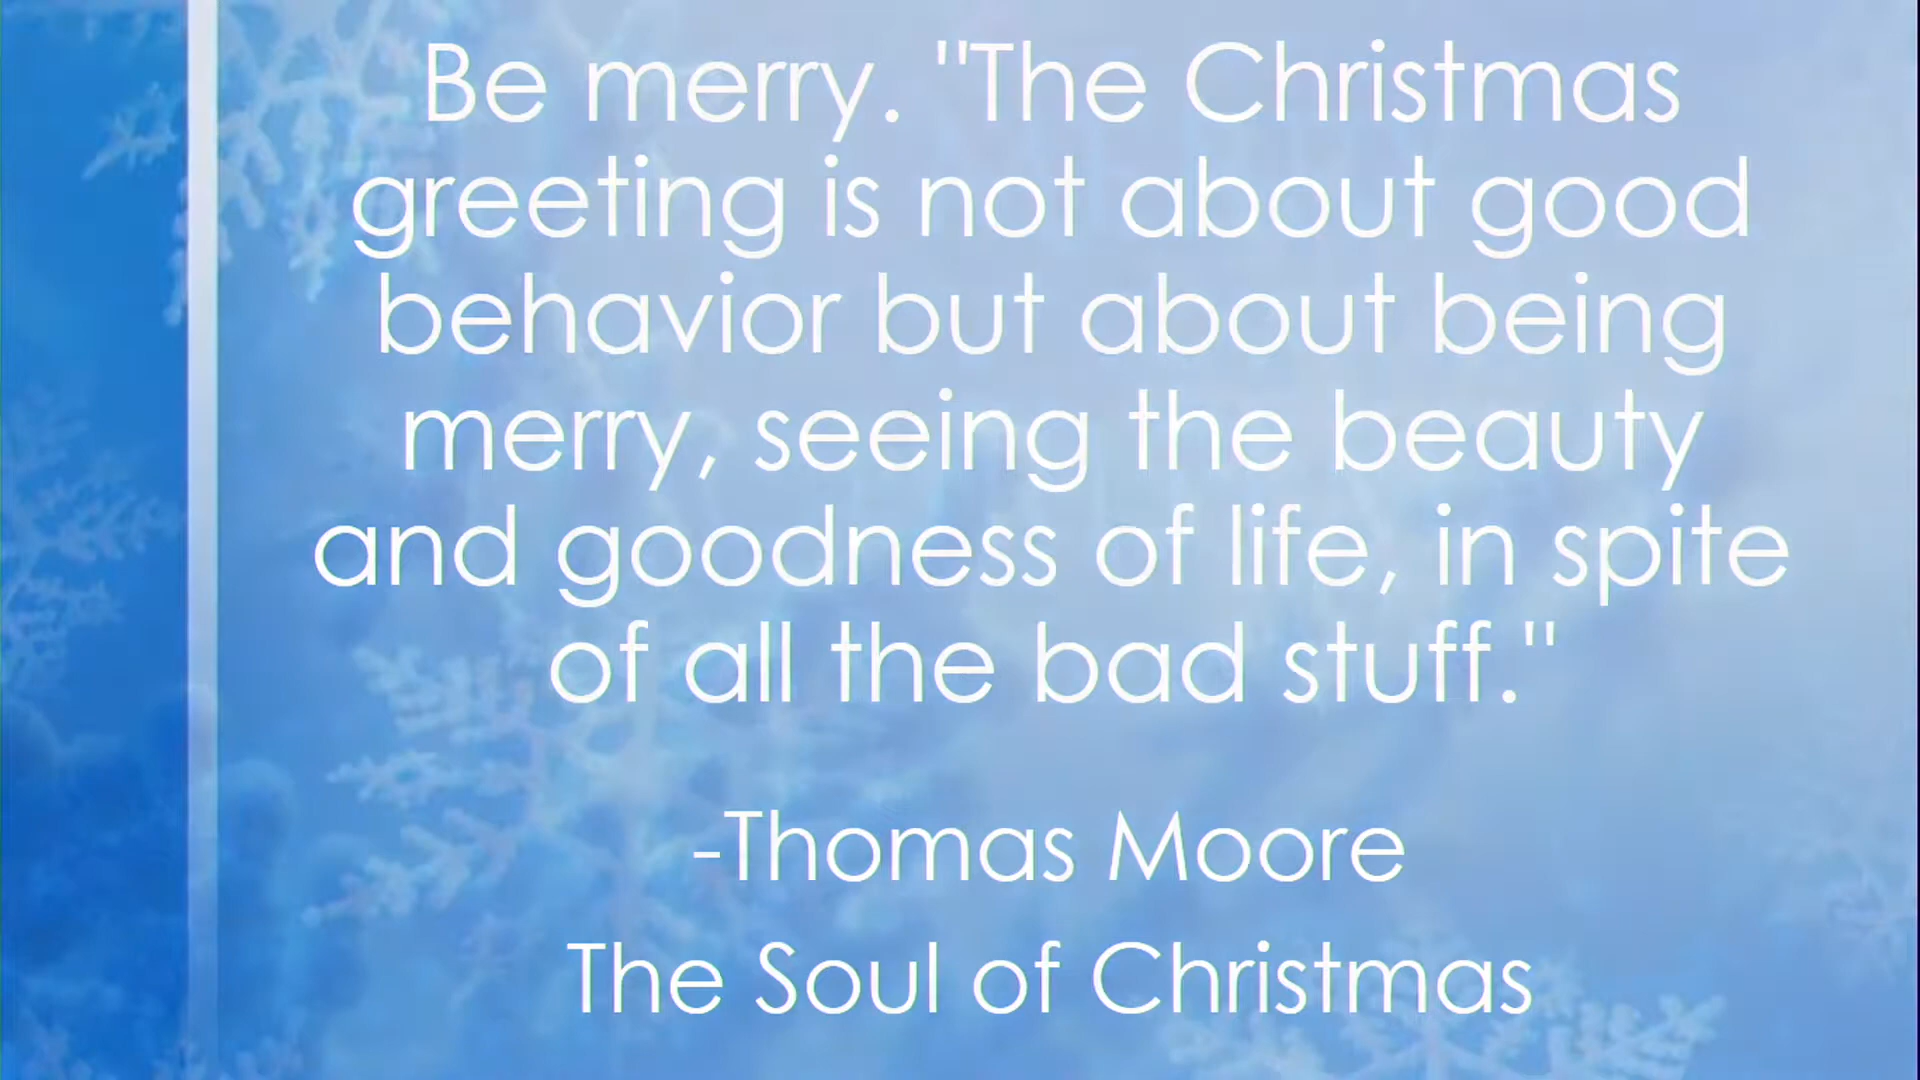 Be merry. "The Christmas
greeting is not about good
behavior but about being
merry, seeing the beauty
and goodness of life, in spite
of all the bad stuff."
-Thomas Moore
The Soul of Christmas